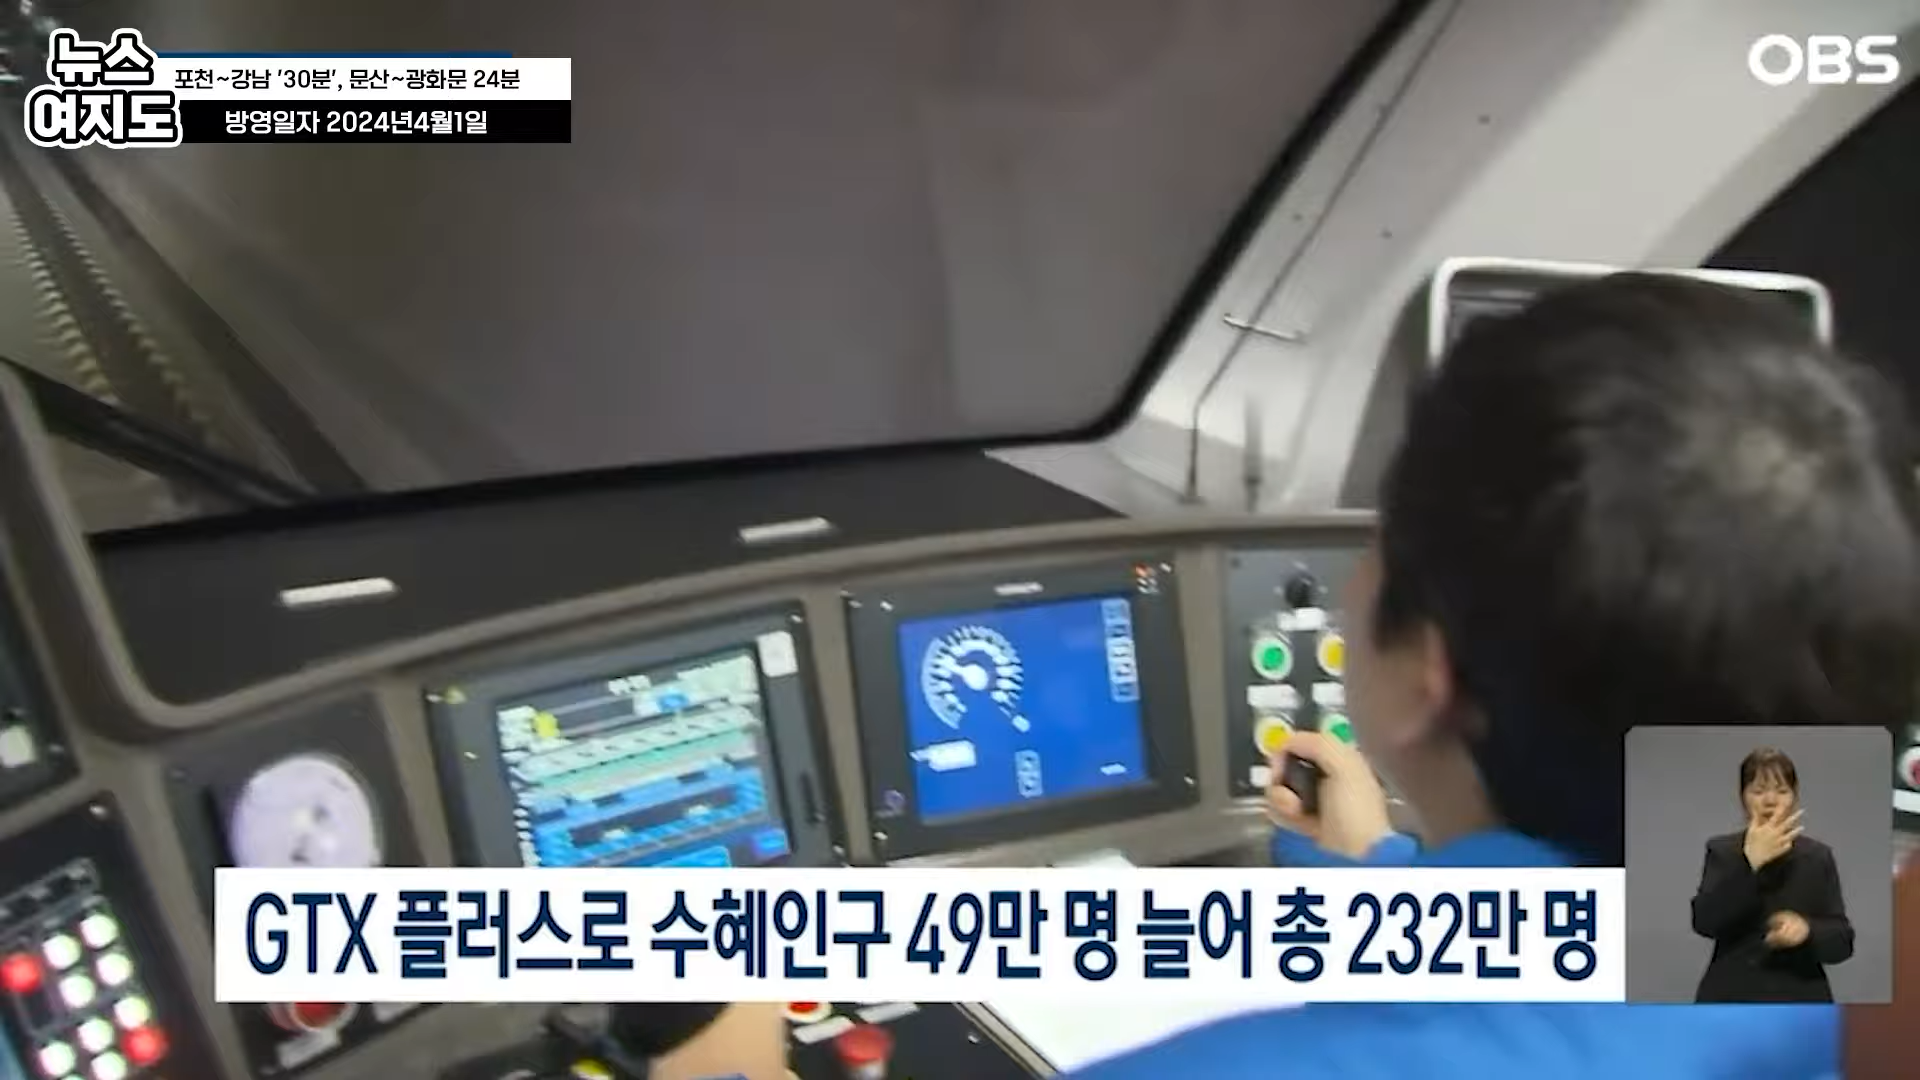 뉴스
여지도
포천~강남 '30분', 문산~광화문 24분
방영일자 2024년4월1일
OBS
GTX 플러스로 수혜인구 49만 명 늘어 총 232만 명